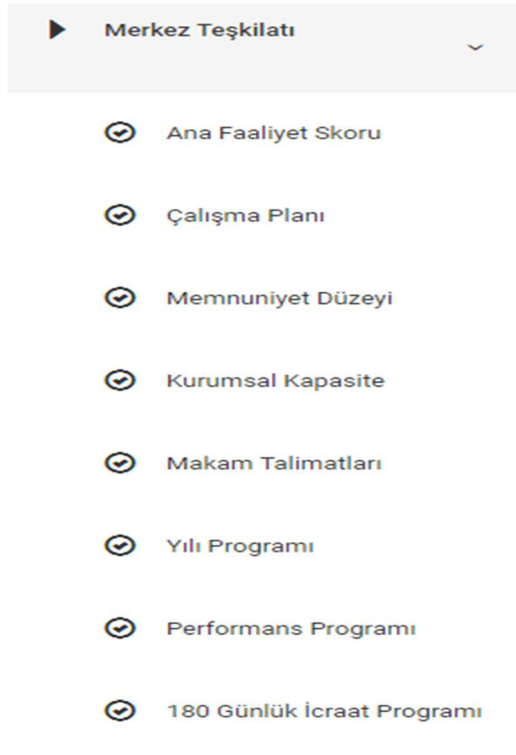 Merkez Teşkilatı
Ana Faaliyet Skoru
Çalışma Planı
Memnuniyet Düzeyi
Kurumsal Kapasite
Makam Talimatları
Yılı Programı
Performans Programı
180 Günlük İcraat Programı